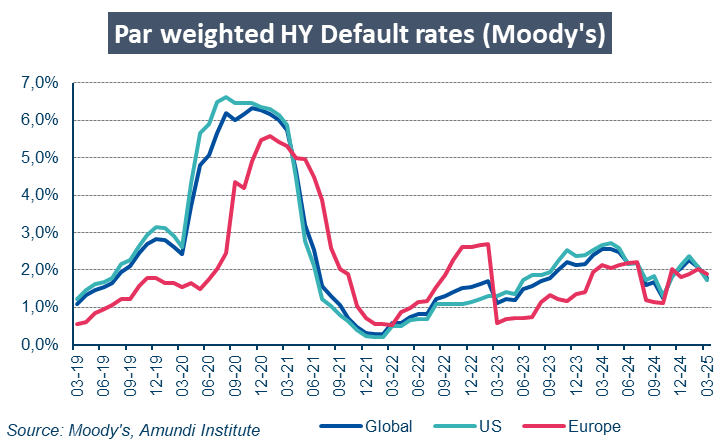 Par weighted HY Default rates (Moody's)
7,0%
6,0%
5,0%
4,0%
3,0%
2,0%
1,0%
0,0%
03-19 06-19 09-19 12-19 03-20 06-20 09-20 12-20 03-21 06-21 09-21 12-21 03-22 06-22 09-22 12-22 03-23 06-23 09-23 12-23 03-24 06-24 09-24 12-24 03-25
Source: Moody's, Amundi Institute Global US Europe